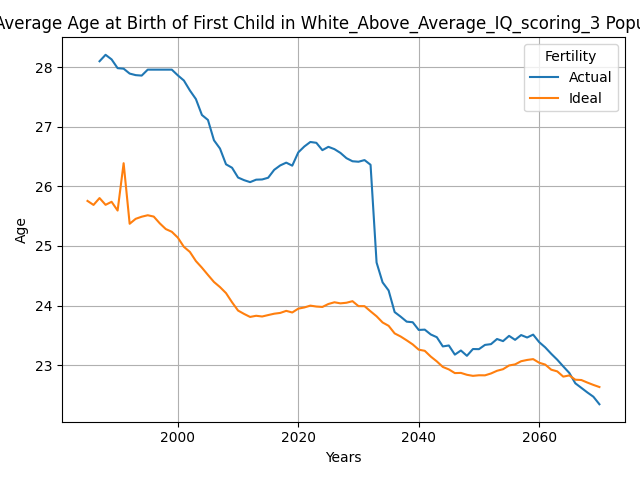 Average Age at Birth of First Child in White_Above_Average_IQ_scoring_3
Fertility
Actual
Ideal
28
27
26
25
24
23
Age
2000
2020
2040
2060
Years